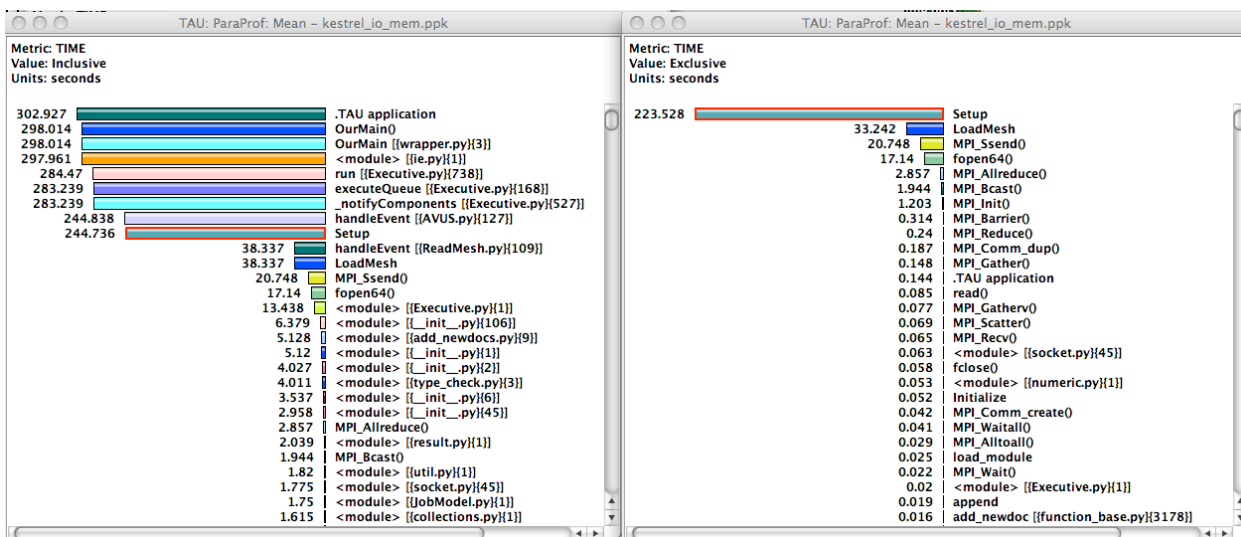 TAU: ParaProf: Mean – kestrel_io_mem.ppk
Metric: TIME
Value: Inclusive
Units: seconds
302.927 .TAU application
298.014 OurMain()
298.014 OurMain [{wrapper.py}{3}]
297.961 <module> [{ie.py}{1}]
284.47 run [{Executive.py}{738}]
283.239 executeQueue [{Executive.py}{168}]
283.239 _notifyComponents [{Executive.py}{527}]
244.838 handleEvent [{AVUS.py}{127}]
244.736 Setup
38.337 handleEvent [{ReadMesh.py}{109}]
38.337 LoadMesh
20.748 MPI_Ssend()
17.14 fopen64()
13.438 <module> [{Executive.py}{1}]
6.379 <module> [{__init__.py}{106}]
5.128 <module> [{add_newdocs.py}{9}]
5.12 <module> [{__init__.py}{1}]
4.027 <module> [{__init__.py}{2}]
4.011 <module> [{type_check.py}{3}]
3.537 <module> [{__init__.py}{6}]
2.958 <module> [{__init__.py}{45}]
2.857 MPI_Allreduce()
2.039 <module> [{result.py}{1}]
1.944 MPI_Bcast()
1.82 <module> [{util.py}{1}]
1.775 <module> [{socket.py}{45}]
1.75 <module> [{JobModel.py}{1}]
1.615 <module> [{collections.py}{1}]
TAU: ParaProf: Mean – kestrel_io_mem.ppk
Metric: TIME
Value: Exclusive
Units: seconds
223.528 Setup
33.242 LoadMesh
20.748 MPI_Ssend()
17.14 fopen64()
2.857 MPI_Allreduce()
1.944 MPI_Bcast()
1.203 MPI_Init()
0.314 MPI_Barrier()
0.24 MPI_Reduce()
0.187 MPI_Comm_dup()
0.148 MPI_Gather()
0.144 .TAU application
0.085 read()
0.077 MPI_Gatherv()
0.069 MPI_Scatter()
0.065 MPI_Recv()
0.063 <module> [{socket.py}{45}]
0.058 fclose()
0.053 <module> [{numeric.py}{1}]
0.052 Initialize
0.042 MPI_Comm_create()
0.041 MPI_Waitall()
0.029 MPI_Alltoall()
0.025 load_module
0.022 MPI_Wait()
0.02 <module> [{Executive.py}{1}]
0.019 append
0.016 add_newdoc [{function_base.py}{3178}]